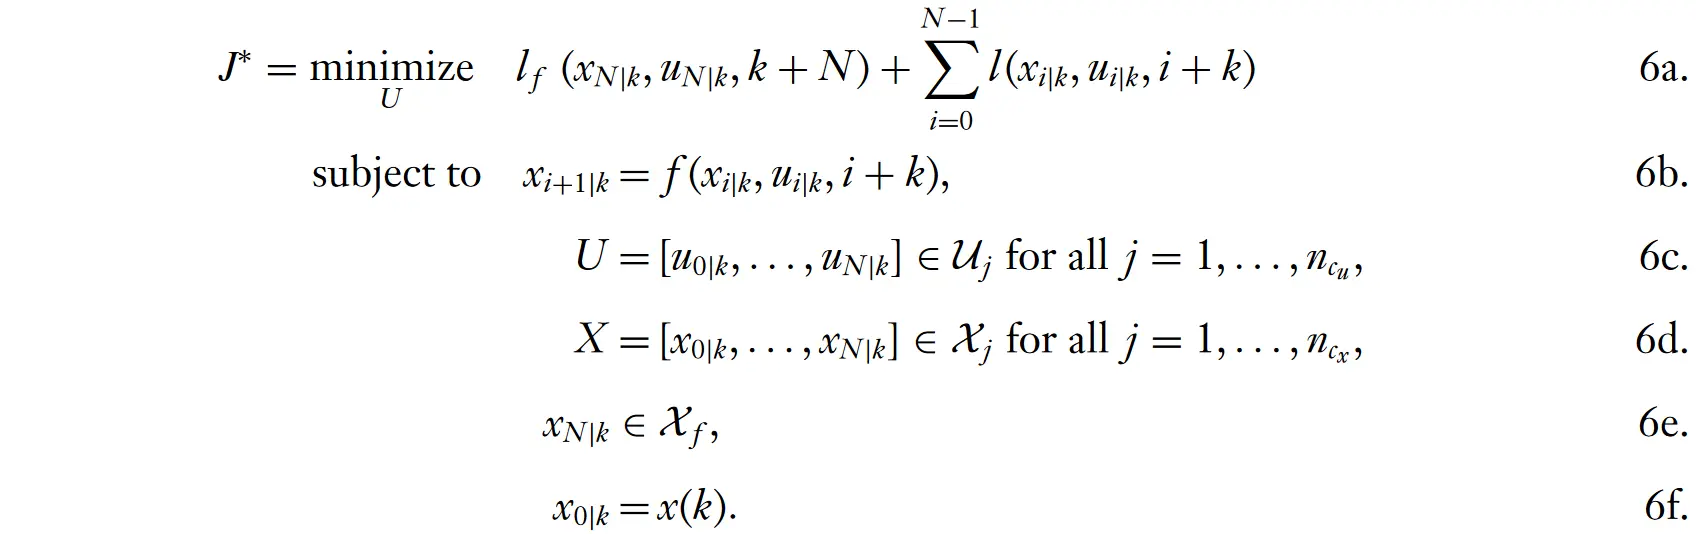 J* = minimize_U l_f (x_{N|k}, u_{N|k}, k + N) + ∑_{i=0}^{N−1} l(x_{i|k}, u_{i|k}, i + k) 6a.
subject to x_{i+1|k} = f(x_{i|k}, u_{i|k}, i + k), 6b.
U = [u_{0|k}, . . . , u_{N|k}] ∈ 𝒰_j for all j = 1, . . . , n_{c_u}, 6c.
X = [x_{0|k}, . . . , x_{N|k}] ∈ 𝒳_j for all j = 1, . . . , n_{c_x}, 6d.
x_{N|k} ∈ 𝒳_f, 6e.
x_{0|k} = x(k). 6f.